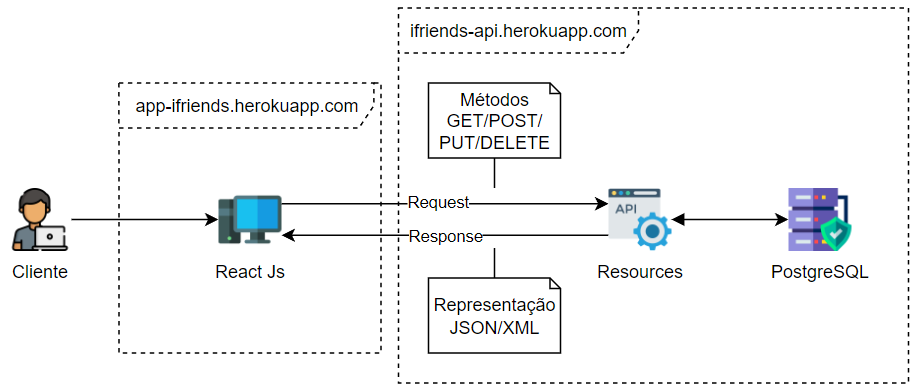 ifriends-api.herokuapp.com
app-ifriends.herokuapp.com
Métodos
GET/POST/
PUT/DELETE
Request
API
Response
Cliente
React Js
Resources
PostgreSQL
Representação
JSON/XML